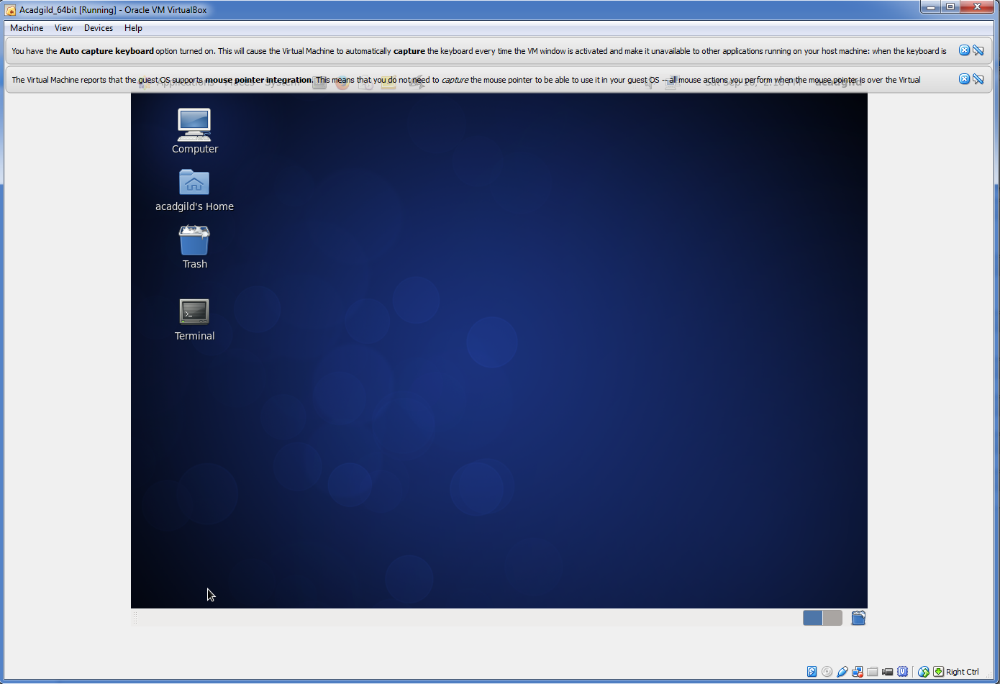 Acadgild_64bit [Running] - Oracle VM VirtualBox
Machine View Devices Help
You have the Auto capture keyboard option turned on. This will cause the Virtual Machine to automatically capture the keyboard every time the VM window is activated and make it unavailable to other applications running on your host machine: when the keyboard is
The Virtual Machine reports that the guest OS supports mouse pointer integration. This means that you do not need to capture the mouse pointer to be able to use it in your guest OS -- all mouse actions you perform when the mouse pointer is over the Virtual
Applications Places System acadgild
Computer
acadgild's Home
Trash
Terminal
Right Ctrl